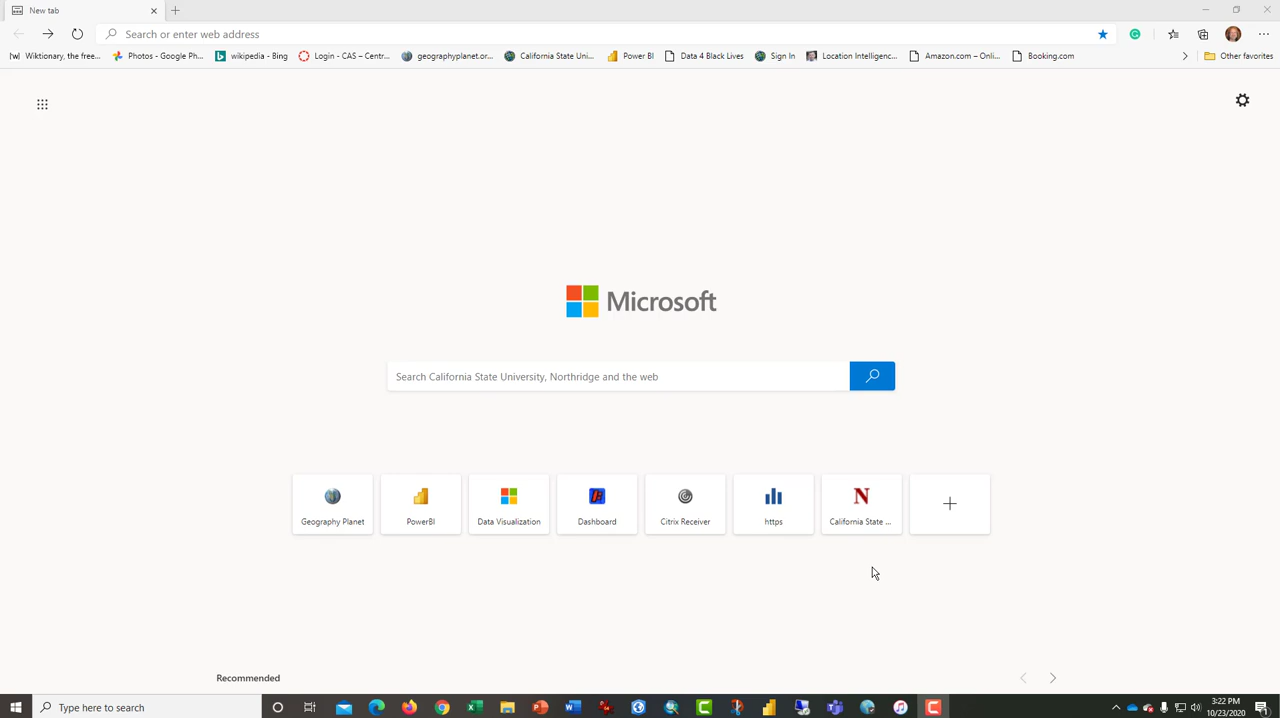 New tab
Search or enter web address
Wiktionary, the free...
Photos - Google Ph...
wikipedia - Bing
Login - CAS – Centr...
geographyplanet.or...
California State Uni...
Power BI
Data 4 Black Lives
Sign In
Location Intelligenc...
Amazon.com – Onli...
Booking.com
Other favorites
Microsoft
Search California State University, Northridge and the web
Geography Planet
PowerBI
Data Visualization
Dashboard
Citrix Receiver
https
California State ...
Recommended
Type here to search
3:22 PM
10/23/2020